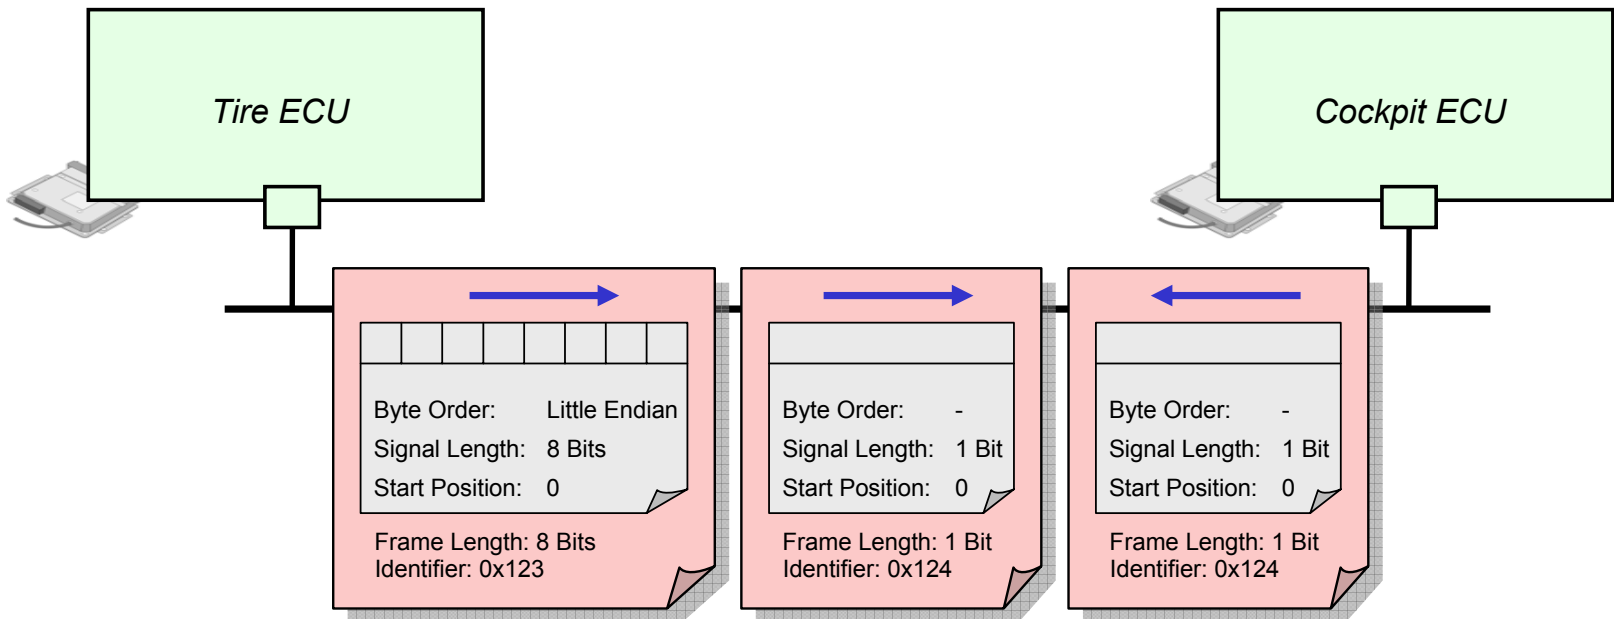 Tire ECU
Cockpit ECU
Byte Order: Little Endian
Signal Length: 8 Bits
Start Position: 0
Frame Length: 8 Bits
Identifier: 0x123
Byte Order: -
Signal Length: 1 Bit
Start Position: 0
Frame Length: 1 Bit
Identifier: 0x124
Byte Order: -
Signal Length: 1 Bit
Start Position: 0
Frame Length: 1 Bit
Identifier: 0x124